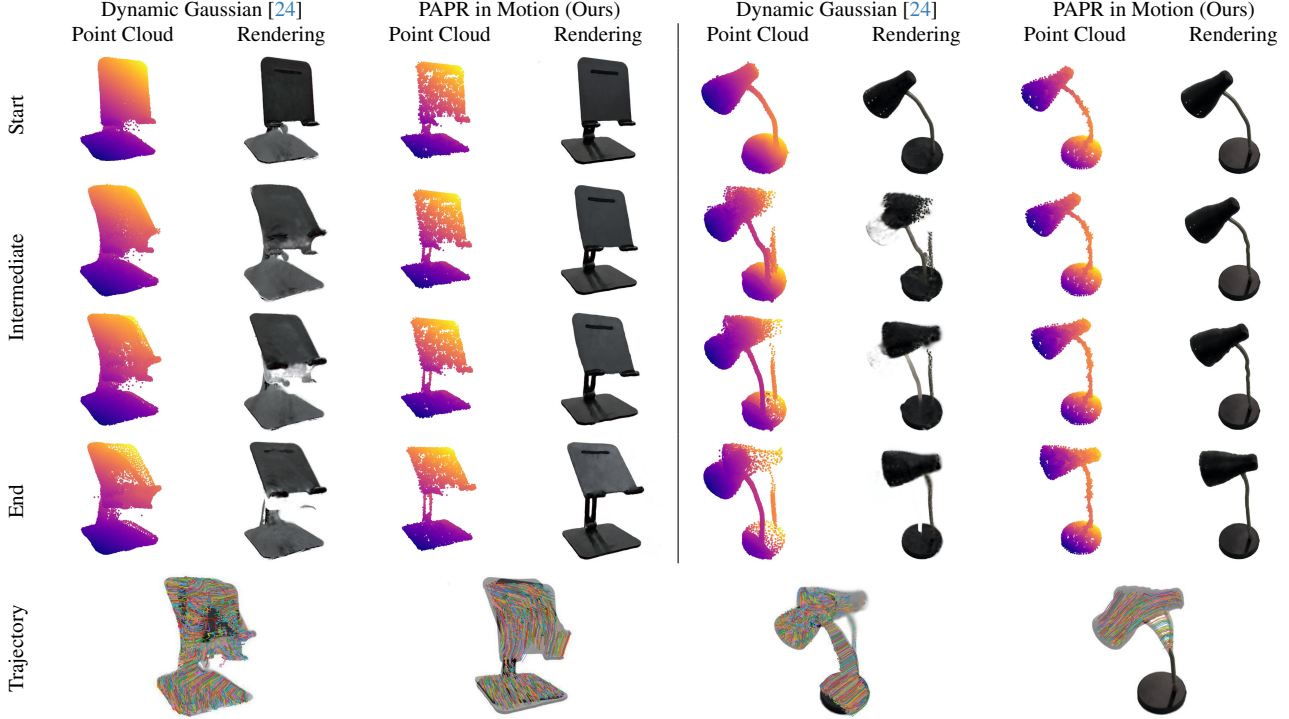 Dynamic Gaussian [24] PAPR in Motion (Ours) Dynamic Gaussian [24] PAPR in Motion (Ours)
Point Cloud Rendering Point Cloud Rendering Point Cloud Rendering Point Cloud Rendering
Start
Intermediate
End
Trajectory